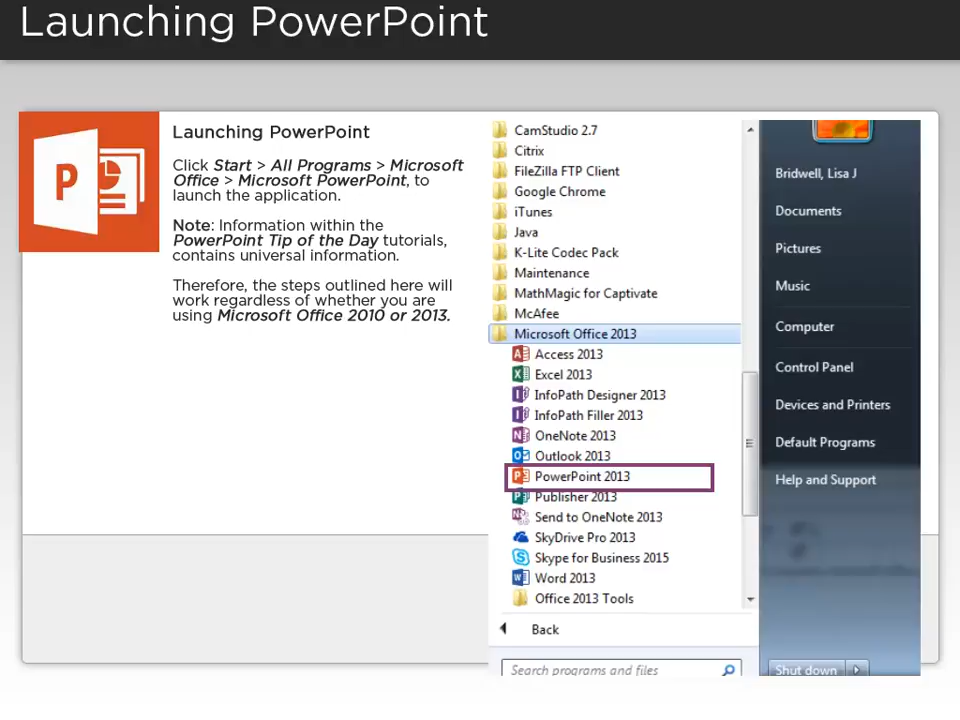 Launching PowerPoint
Launching PowerPoint
Click Start > All Programs > Microsoft
Office > Microsoft PowerPoint, to
launch the application.
Note: Information within the
PowerPoint Tip of the Day tutorials,
contains universal information.
Therefore, the steps outlined here will
work regardless of whether you are
using Microsoft Office 2010 or 2013.
CamStudio 2.7
Citrix
FileZilla FTP Client
Google Chrome
iTunes
Java
K-Lite Codec Pack
Maintenance
MathMagic for Captivate
McAfee
Microsoft Office 2013
Access 2013
Excel 2013
InfoPath Designer 2013
InfoPath Filler 2013
OneNote 2013
Outlook 2013
PowerPoint 2013
Publisher 2013
Send to OneNote 2013
SkyDrive Pro 2013
Skype for Business 2015
Word 2013
Office 2013 Tools
Back
Search programs and files
Bridwell, Lisa J
Documents
Pictures
Music
Computer
Control Panel
Devices and Printers
Default Programs
Help and Support
Shut down